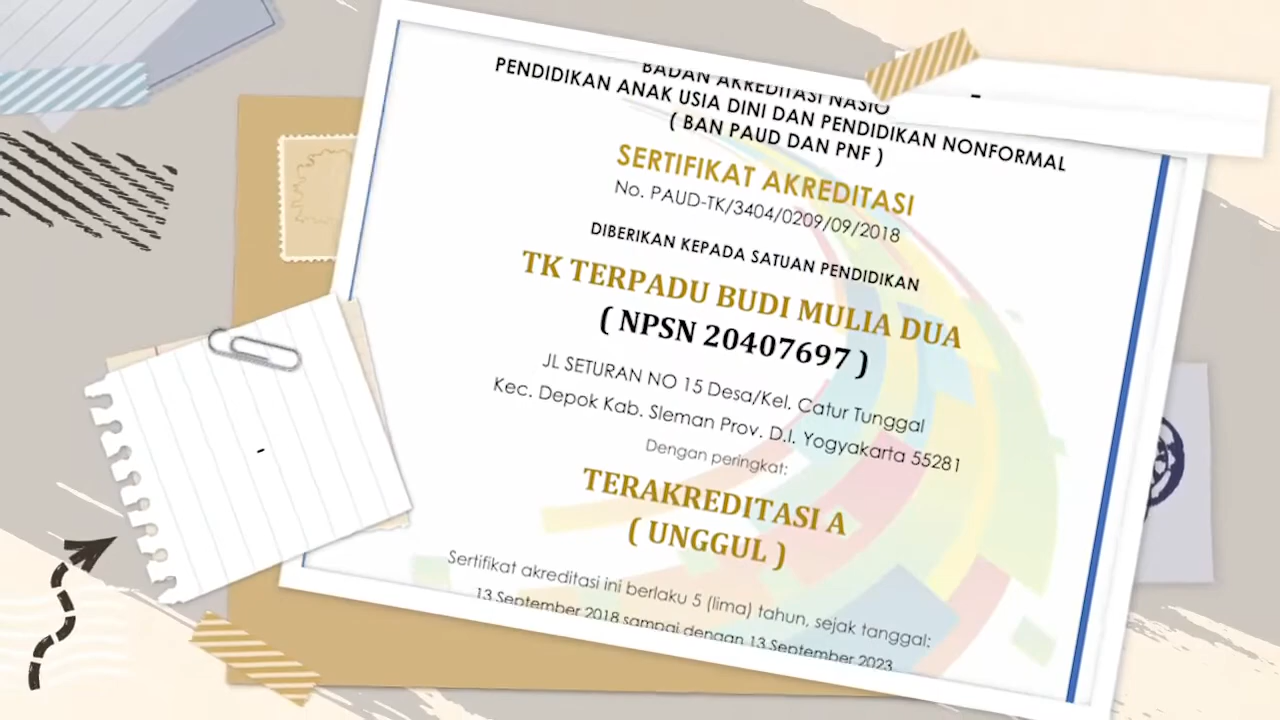 BADAN AKREDITASI NASIO
PENDIDIKAN ANAK USIA DINI DAN PENDIDIKAN NONFORMAL
( BAN PAUD DAN PNF )
SERTIFIKAT AKREDITASI
No. PAUD-TK/3404/0209/09/2018
DIBERIKAN KEPADA SATUAN PENDIDIKAN
TK TERPADU BUDI MULIA DUA
( NPSN 20407697 )
JL SETURAN NO 15 Desa/Kel. Catur Tunggal
Kec. Depok Kab. Sleman Prov. D.I. Yogyakarta 55281
Dengan peringkat:
TERAKREDITASI A
( UNGGUL )
Sertifikat akreditasi ini berlaku 5 (lima) tahun, sejak tanggal:
13 September 2018 sampai dengan 13 September 2023
-
-